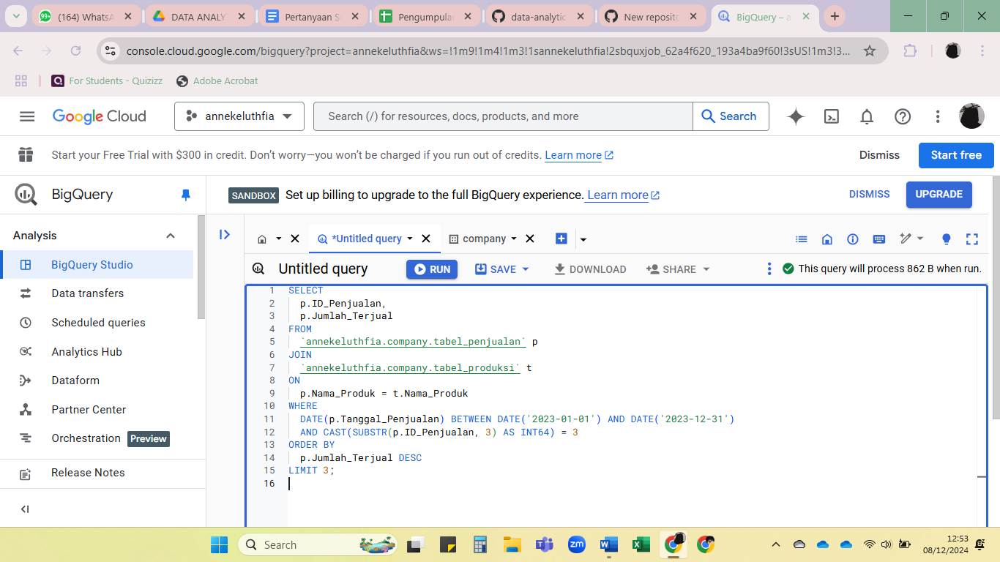 99+
(164) WhatsA
DATA ANALY
Pertanyaan S
Pengumpula
data-analytic
New reposito
BigQuery – a
console.cloud.google.com/bigquery?project=annekeluthfia&ws=!1m9!1m4!1m3!1sannekeluthfia!2sbquxjob_62a4f620_193a4ba9f60!3sUS!1m3!3...
For Students - Quizizz
Adobe Acrobat
Google Cloud
annekeluthfia
Search (/) for resources, docs, products, and more
Search
Start your Free Trial with $300 in credit. Don't worry—you won't be charged if you run out of credits. Learn more
Dismiss
Start free
BigQuery
SANDBOX Set up billing to upgrade to the full BigQuery experience. Learn more
DISMISS
UPGRADE
Analysis
BigQuery Studio
Data transfers
Scheduled queries
Analytics Hub
Dataform
Partner Center
Orchestration Preview
Release Notes
*Untitled query
company
Untitled query
RUN
SAVE
DOWNLOAD
SHARE
This query will process 862 B when run.
1 SELECT
2 p.ID_Penjualan,
3 p.Jumlah_Terjual
4 FROM
5 `annekeluthfia.company.tabel_penjualan` p
6 JOIN
7 `annekeluthfia.company.tabel_produksi` t
8 ON
9 p.Nama_Produk = t.Nama_Produk
10 WHERE
11 DATE(p.Tanggal_Penjualan) BETWEEN DATE('2023-01-01') AND DATE('2023-12-31')
12 AND CAST(SUBSTR(p.ID_Penjualan, 3) AS INT64) = 3
13 ORDER BY
14 p.Jumlah_Terjual DESC
15 LIMIT 3;
16
Search
zm
12:53
08/12/2024